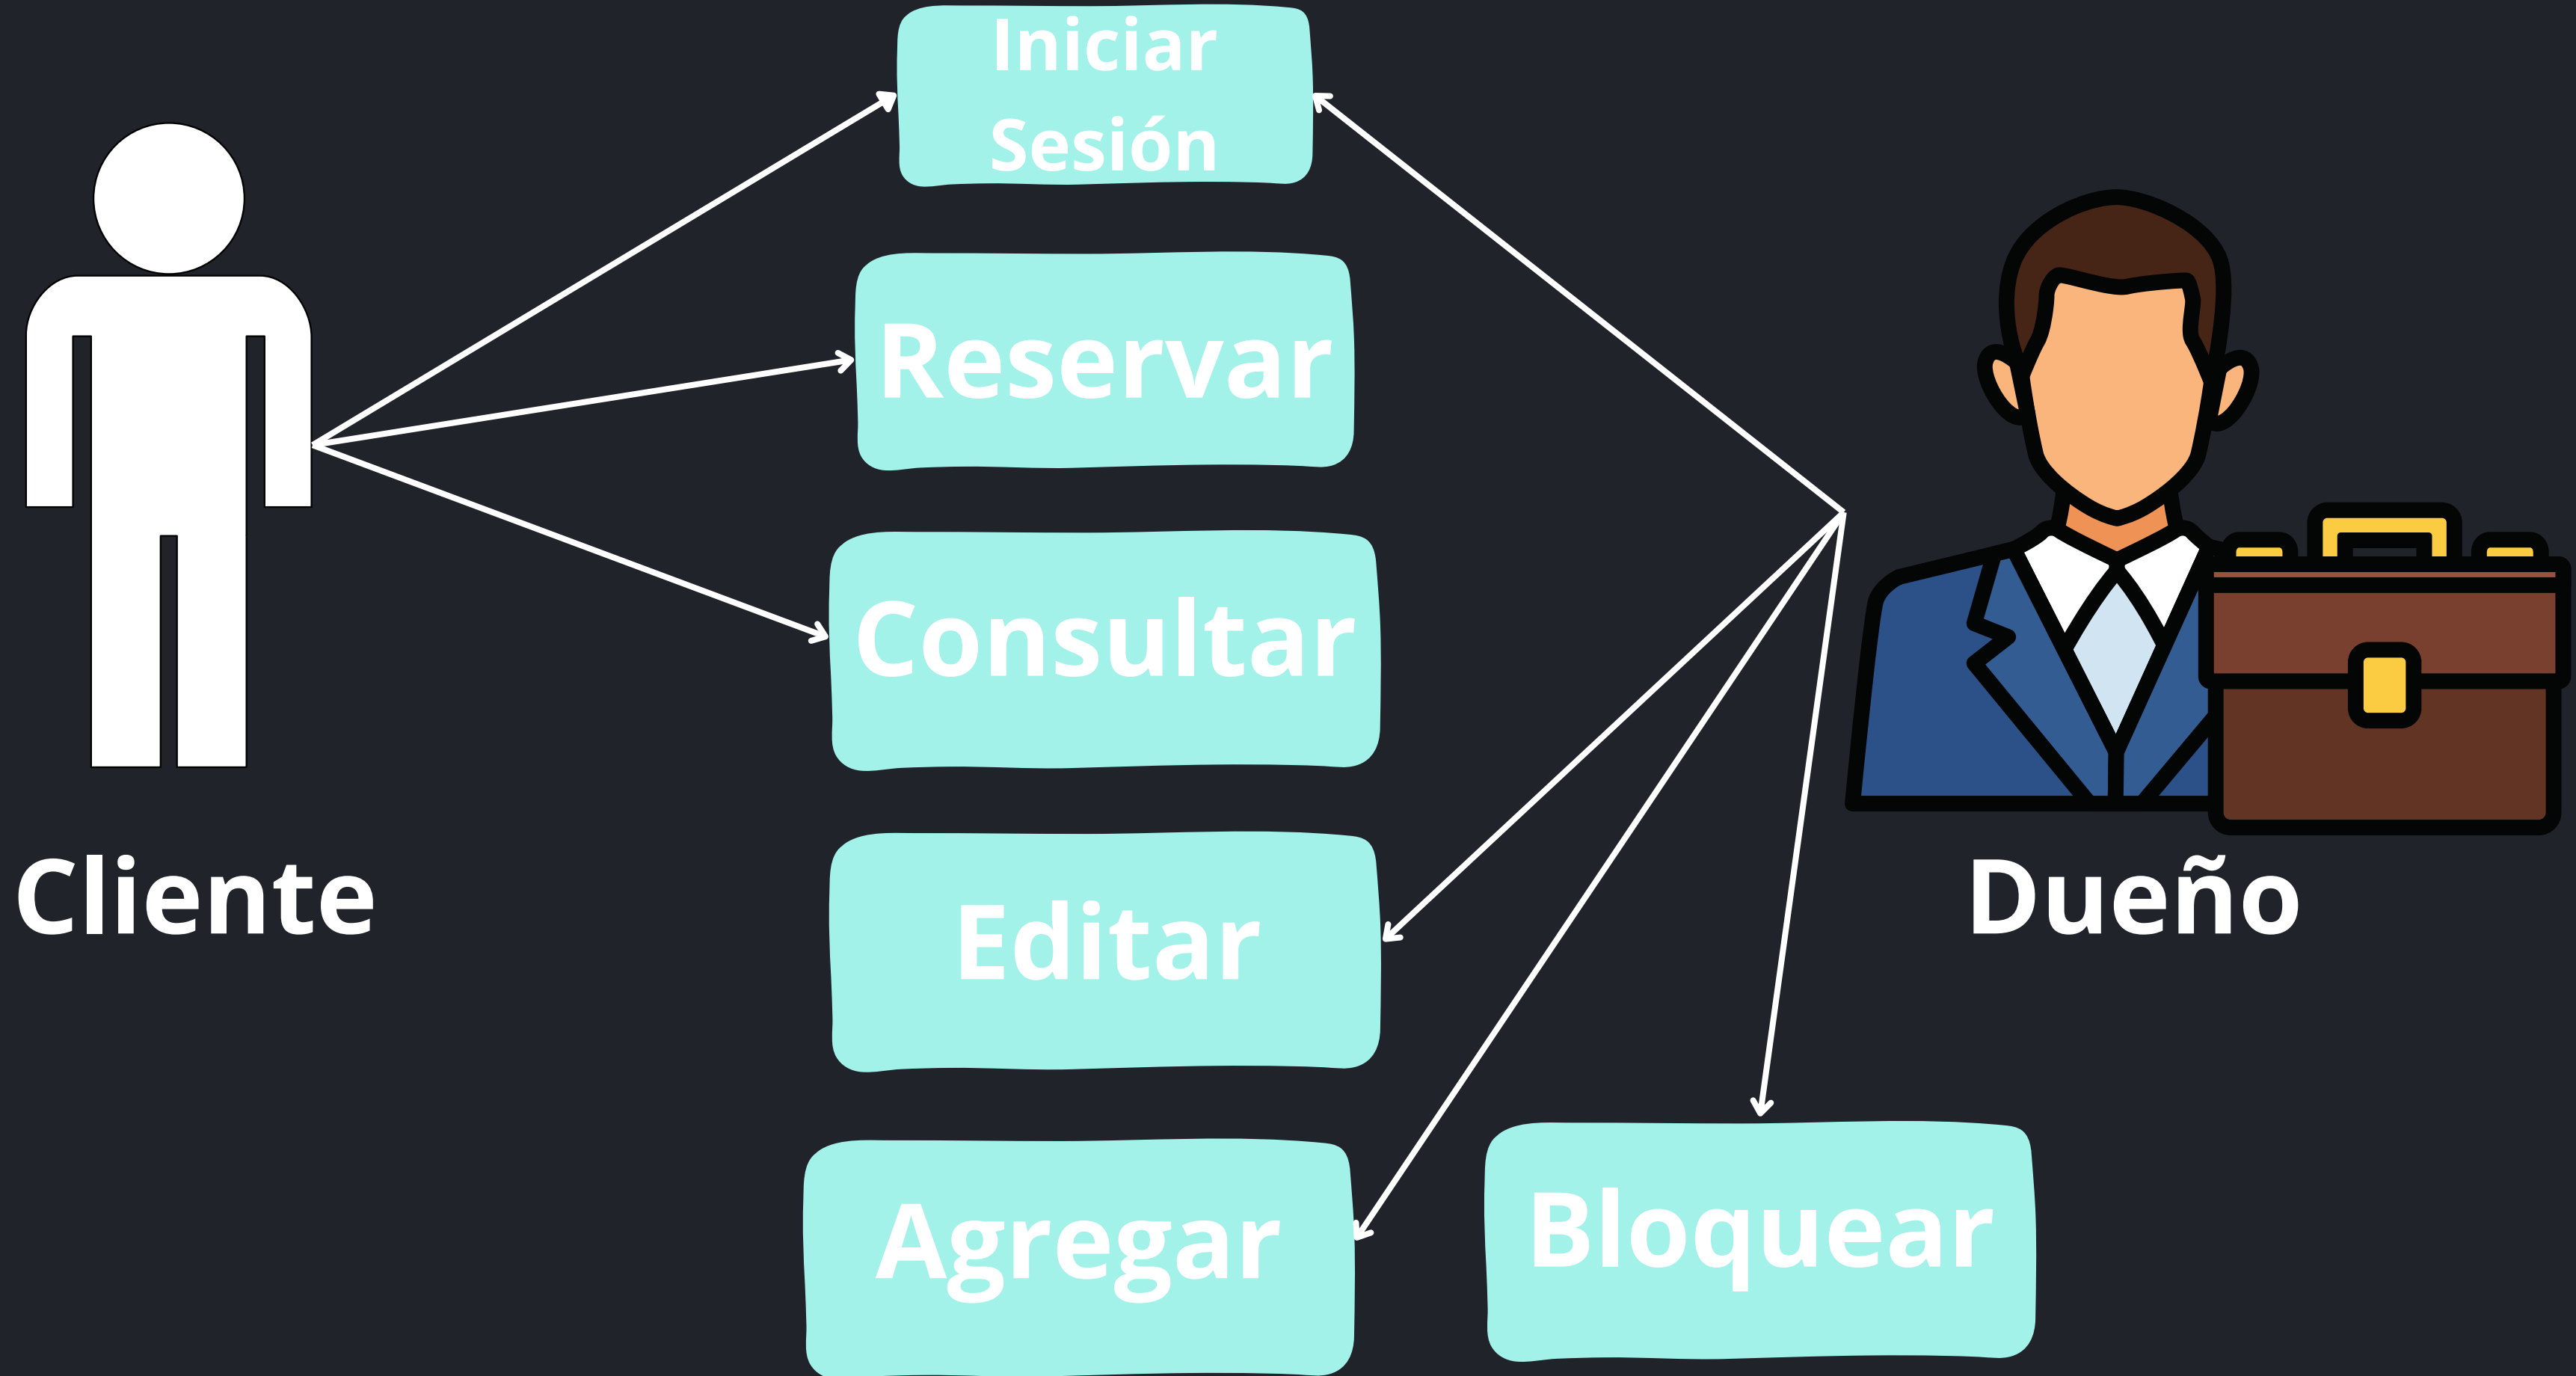 Iniciar
Sesión
Reservar
Consultar
Cliente
Editar
Dueño
Agregar
Bloquear